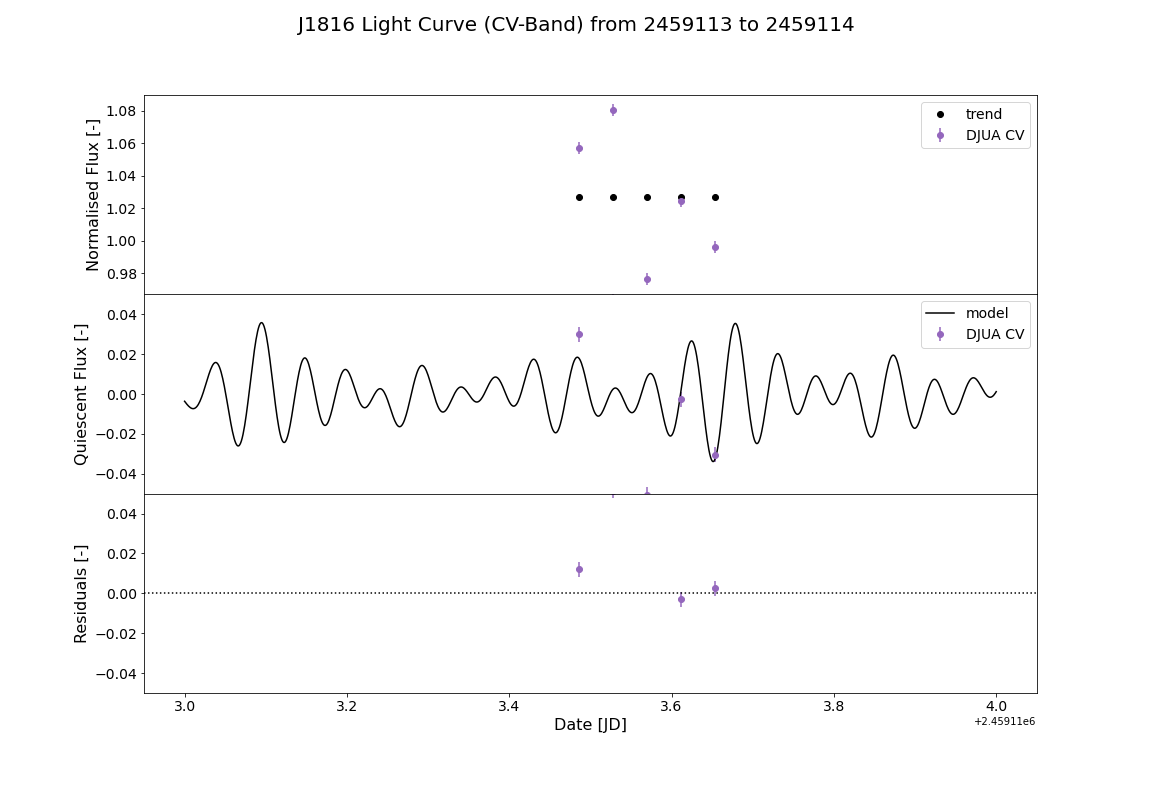 J1816 Light Curve (CV-Band) from 2459113 to 2459114
Normalised Flux [-]
1.08
1.06
1.04
1.02
1.00
0.98
trend
DJUA CV
Quiescent Flux [-]
0.04
0.02
0.00
−0.02
−0.04
model
DJUA CV
Residuals [-]
0.04
0.02
0.00
−0.02
−0.04
3.0 3.2 3.4 3.6 3.8 4.0
Date [JD]
+2.45911e6